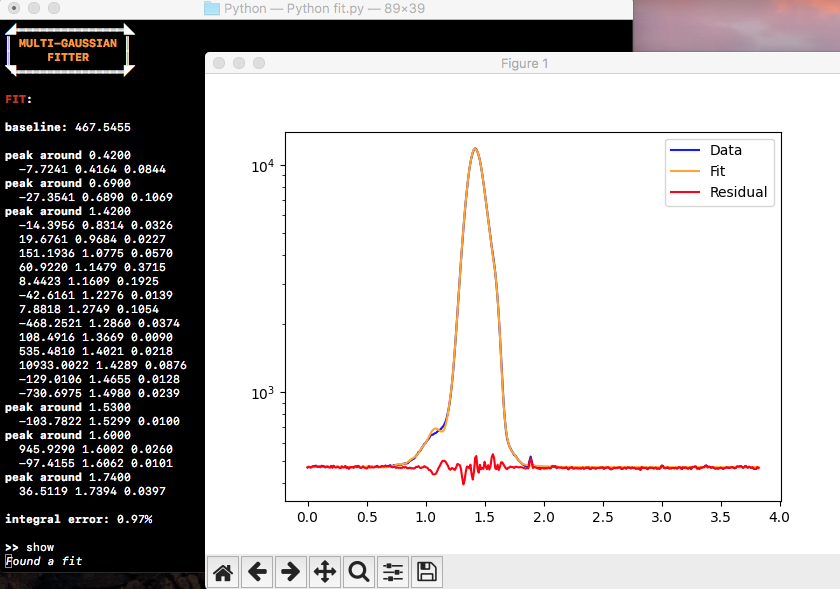 Python — Python fit.py — 89×39
MULTI-GAUSSIAN
FITTER
FIT:
baseline: 467.5455
peak around 0.4200
-7.7241 0.4164 0.0844
peak around 0.6900
-27.3541 0.6890 0.1069
peak around 1.4200
-14.3956 0.8314 0.0326
19.6761 0.9684 0.0227
151.1936 1.0775 0.0570
60.9220 1.1479 0.3715
8.4423 1.1609 0.1925
-42.6161 1.2276 0.0139
7.8818 1.2749 0.1054
-468.2521 1.2860 0.0374
108.4916 1.3669 0.0090
535.4810 1.4021 0.0218
10933.0022 1.4289 0.0876
-129.0106 1.4655 0.0128
-730.6975 1.4980 0.0239
peak around 1.5300
-103.7822 1.5299 0.0100
peak around 1.6000
945.9290 1.6002 0.0260
-97.4155 1.6062 0.0101
peak around 1.7400
36.5119 1.7394 0.0397
integral error: 0.97%
>> show
Found a fit
Figure 1
10⁴
10³
Data
Fit
Residual
0.0 0.5 1.0 1.5 2.0 2.5 3.0 3.5 4.0